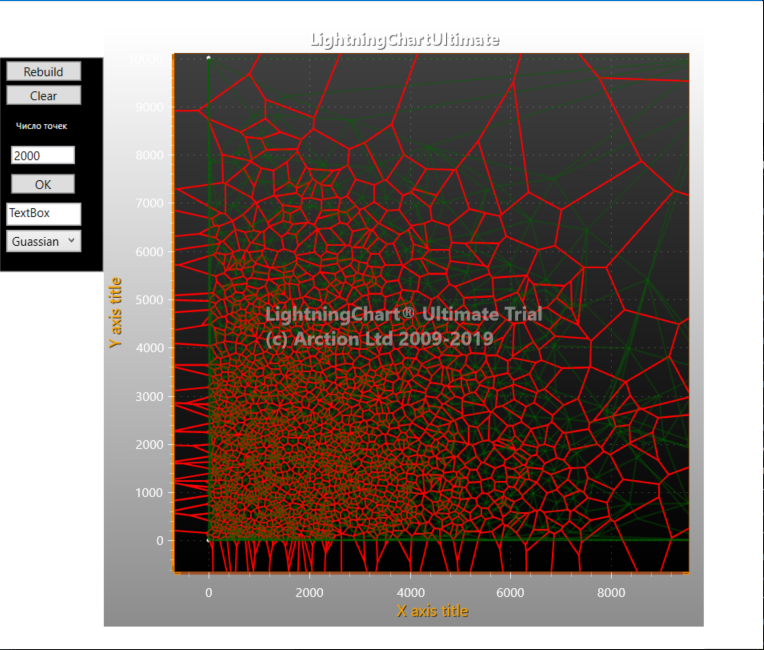 LightningChartUltimate
Rebuild
Clear
Число точек
2000
OK
TextBox
Guassian
10000
9000
8000
7000
6000
5000
4000
3000
2000
1000
0
Y axis title
LightningChart® Ultimate Trial
(c) Arction Ltd 2009-2019
0 2000 4000 6000 8000
X axis title